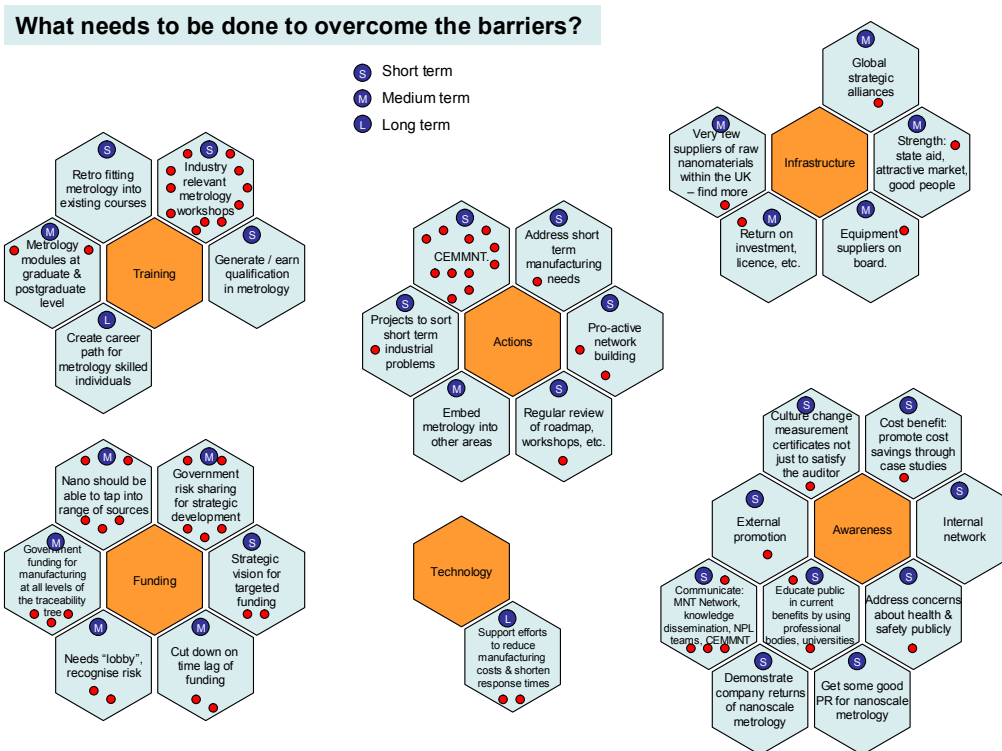 What needs to be done to overcome the barriers?
S Short term
M Medium term
L Long term
S
Retro fitting
metrology into
existing courses
S
Industry
relevant
metrology
workshops
M
Metrology
modules at
graduate &
postgraduate
level
Training
S
Generate / earn
qualification
in metrology
L
Create career
path for
metrology skilled
individuals
S
CEMMNT.
S
Address short
term
manufacturing
needs
S
Projects to sort
short term
industrial
problems
Actions
S
Pro-active
network
building
M
Embed
metrology into
other areas
S
Regular review
of roadmap,
workshops, etc.
M
Global
strategic
alliances
M
Very few
suppliers of raw
nanomaterials
within the UK
– find more
Infrastructure
M
Strength:
state aid,
attractive market,
good people
M
Return on
investment,
licence, etc.
M
Equipment
suppliers on
board.
M
Nano should be
able to tap into
range of sources
M
Government
risk sharing
for strategic
development
M
Government
funding for
manufacturing
at all levels of
the traceability
tree
Funding
S
Strategic
vision for
targeted
funding
M
Needs “lobby”,
recognise risk
M
Cut down on
time lag of
funding
Technology
L
Support efforts
to reduce
manufacturing
costs & shorten
response times
S
Culture change
measurement
certificates not
just to satisfy
the auditor
S
Cost benefit:
promote cost
savings through
case studies
S
External
promotion
Awareness
S
Internal
network
S
Communicate:
MNT Network,
knowledge
dissemination, NPL
teams, CEMMNT
S
Educate public
in current
benefits by using
professional
bodies, universities
S
Address concerns
about health &
safety publicly
S
Demonstrate
company returns
of nanoscale
metrology
S
Get some good
PR for nanoscale
metrology